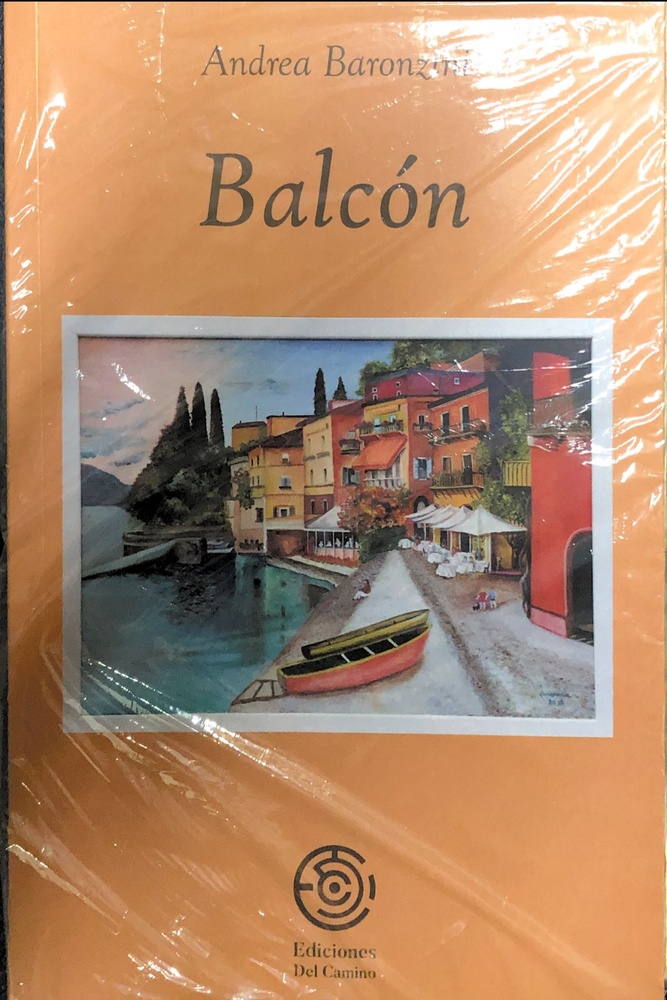 Andrea Baronzini
Balcón
Ediciones
Del Camino